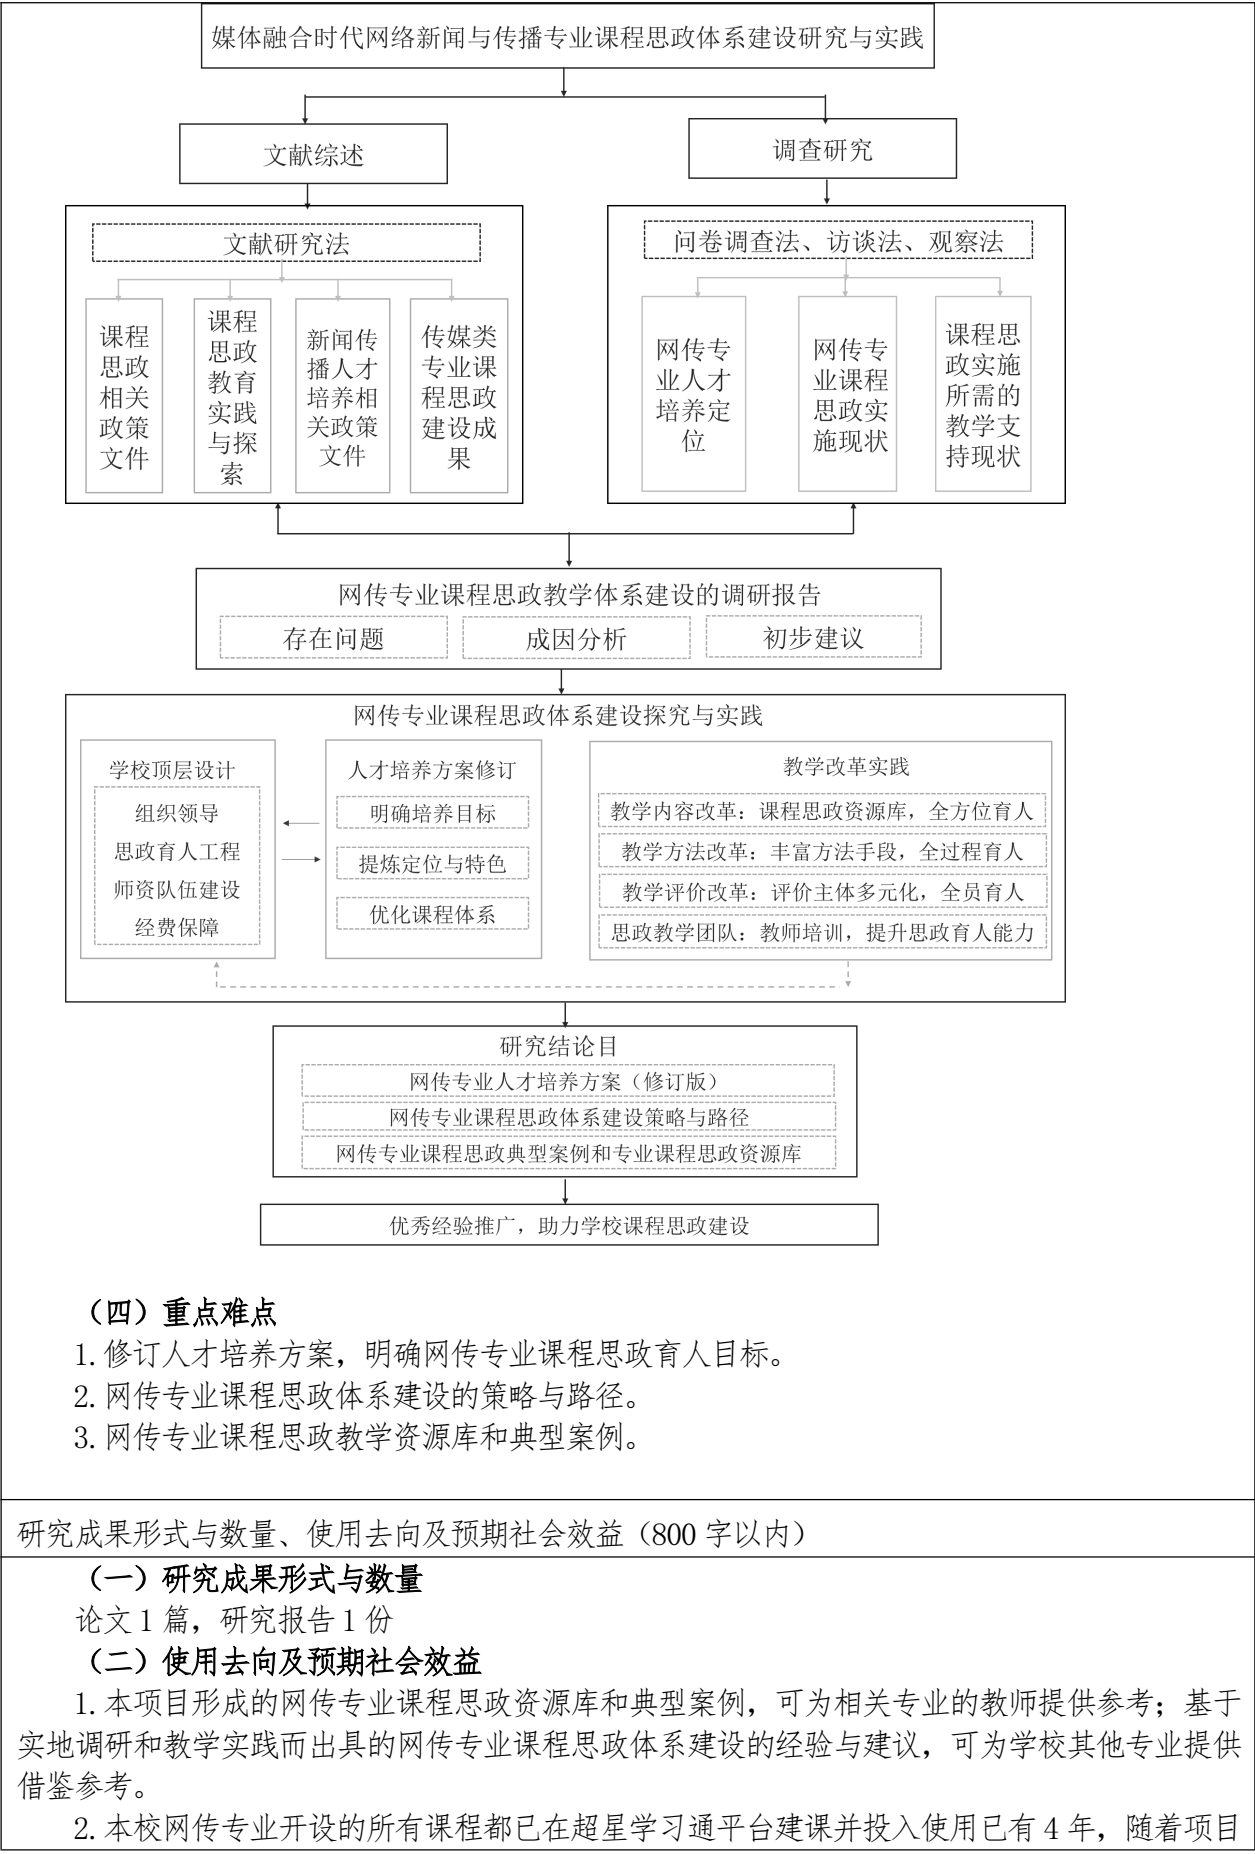 媒体融合时代网络新闻与传播专业课程思政体系建设研究与实践
文献综述
调查研究
文献研究法
课程
思政
相关
政策
文件
课程
思政
教育
实践
与探
索
新闻传
播人才
培养相
关政策
文件
传媒类
专业课
程思政
建设成
果
问卷调查法、访谈法、观察法
网传专
业人才
培养定
位
网传专
业课程
思政实
施现状
课程思
政实施
所需的
教学支
持现状
网传专业课程思政教学体系建设的调研报告
存在问题
成因分析
初步建议
网传专业课程思政体系建设探究与实践
学校顶层设计
组织领导
思政育人工程
师资队伍建设
经费保障
人才培养方案修订
明确培养目标
提炼定位与特色
优化课程体系
教学改革实践
教学内容改革：课程思政资源库，全方位育人
教学方法改革：丰富方法手段，全过程育人
教学评价改革：评价主体多元化，全员育人
思政教学团队：教师培训，提升思政育人能力
研究结论目
网传专业人才培养方案（修订版）
网传专业课程思政体系建设策略与路径
网传专业课程思政典型案例和专业课程思政资源库
优秀经验推广，助力学校课程思政建设
（四）重点难点
1.修订人才培养方案，明确网传专业课程思政育人目标。
2.网传专业课程思政体系建设的策略与路径。
3.网传专业课程思政教学资源库和典型案例。
研究成果形式与数量、使用去向及预期社会效益（800 字以内）
（一）研究成果形式与数量
论文 1 篇，研究报告 1 份
（二）使用去向及预期社会效益
1.本项目形成的网传专业课程思政资源库和典型案例，可为相关专业的教师提供参考；基于
实地调研和教学实践而出具的网传专业课程思政体系建设的经验与建议，可为学校其他专业提供
借鉴参考。
2.本校网传专业开设的所有课程都已在超星学习通平台建课并投入使用已有 4 年，随着项目